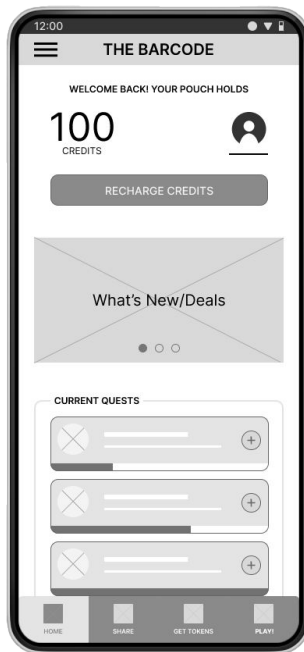 12:00
THE BARCODE
WELCOME BACK! YOUR POUCH HOLDS
100
CREDITS
RECHARGE CREDITS
What's New/Deals
CURRENT QUESTS
HOME SHARE GET TOKENS PLAY!